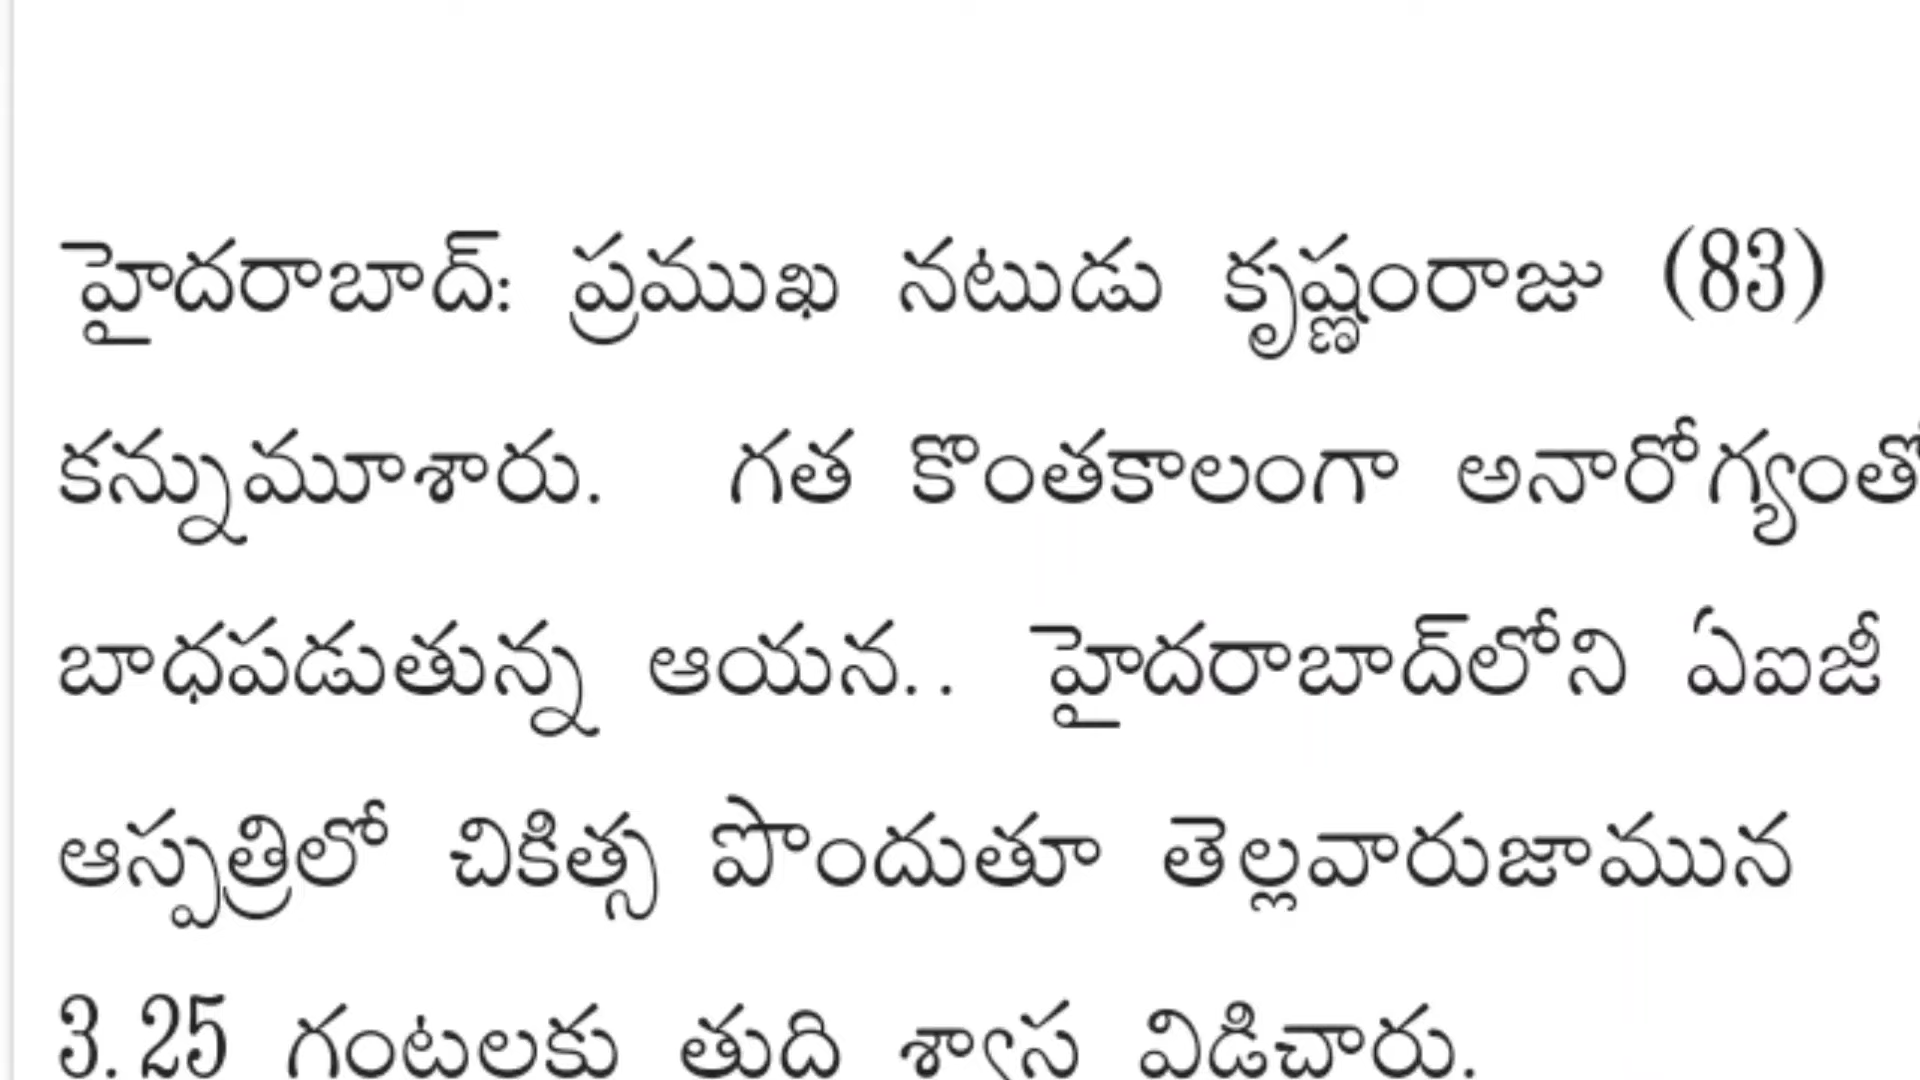 హైదరాబాద్: ప్రముఖ నటుడు కృష్ణంరాజు (83)
కన్నుమూశారు. గత కొంతకాలంగా అనారోగ్యంతో
బాధపడుతున్న ఆయన.. హైదరాబాద్‌లోని ఏఐజీ
ఆస్పత్రిలో చికిత్స పొందుతూ తెల్లవారుజామున
3.25 గంటలకు తుది శ్వాస విడిచారు.